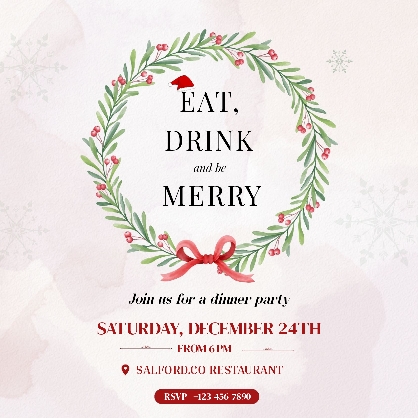 EAT,
DRINK
and be
MERRY
Join us for a dinner party
SATURDAY, DECEMBER 24TH
FROM 6 PM
SALFORD.CO RESTAURANT
RSVP +123 456 7890